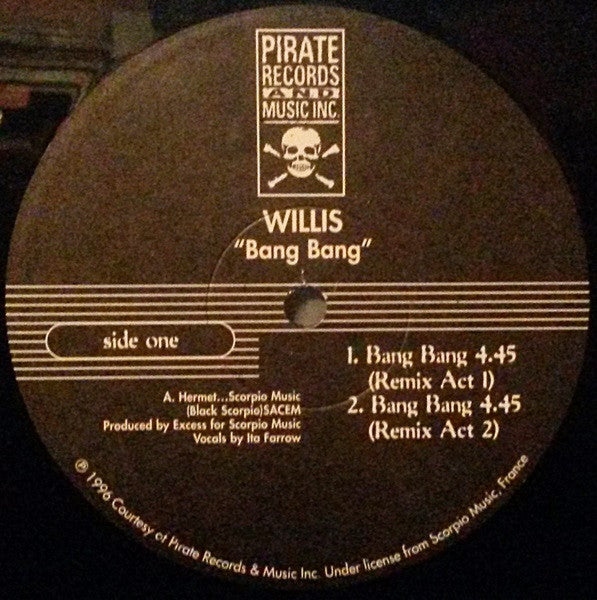 PIRATE
RECORDS
AND
MUSIC INC.
WILLIS
"Bang Bang"
side one
1. Bang Bang 4.45
(Remix Act 1)
2. Bang Bang 4.45
(Remix Act 2)
A. Hermet...Scorpio Music
(Black Scorpio)SACEM
Produced by Excess for Scorpio Music
Vocals by Ita Farrow
℗ 1996 Courtesy ot Pirate Records & Music Inc. Under license from Scorpio Music, France